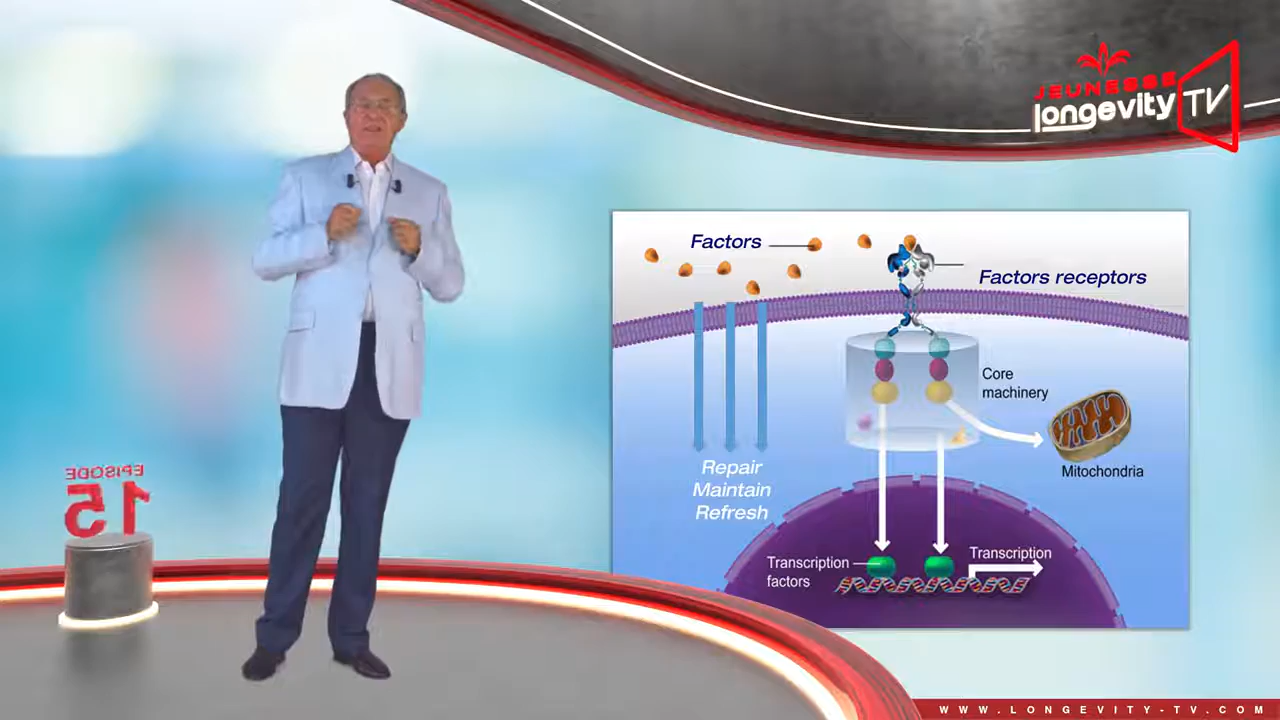 JEUNESSE
longevity TV
Factors
Factors receptors
Core
machinery
Mitochondria
Repair
Maintain
Refresh
Transcription
factors
Transcription
EPISODE
15
WWW.LONGEVITY-TV.COM